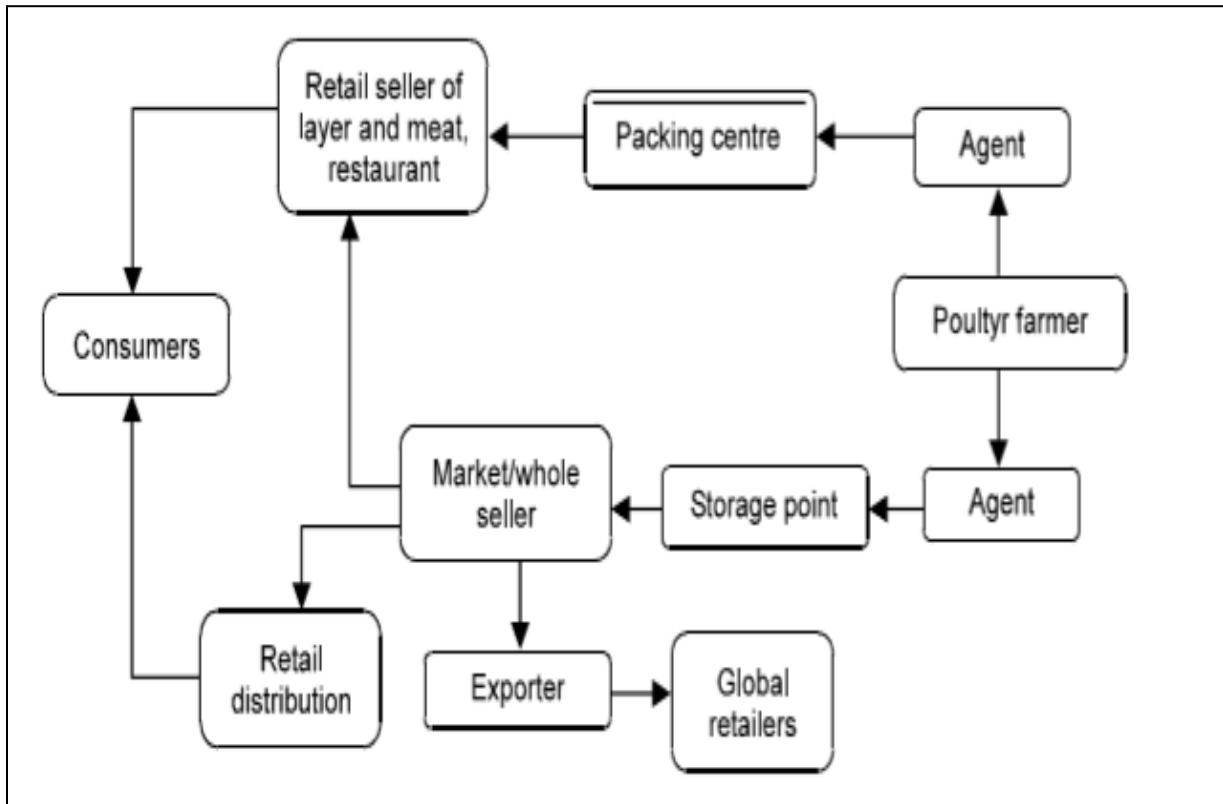 Retail seller of
layer and meat,
restaurant
Packing centre
Agent
Consumers
Poultyr farmer
Market/whole
seller
Storage point
Agent
Retail
distribution
Exporter
Global
retailers